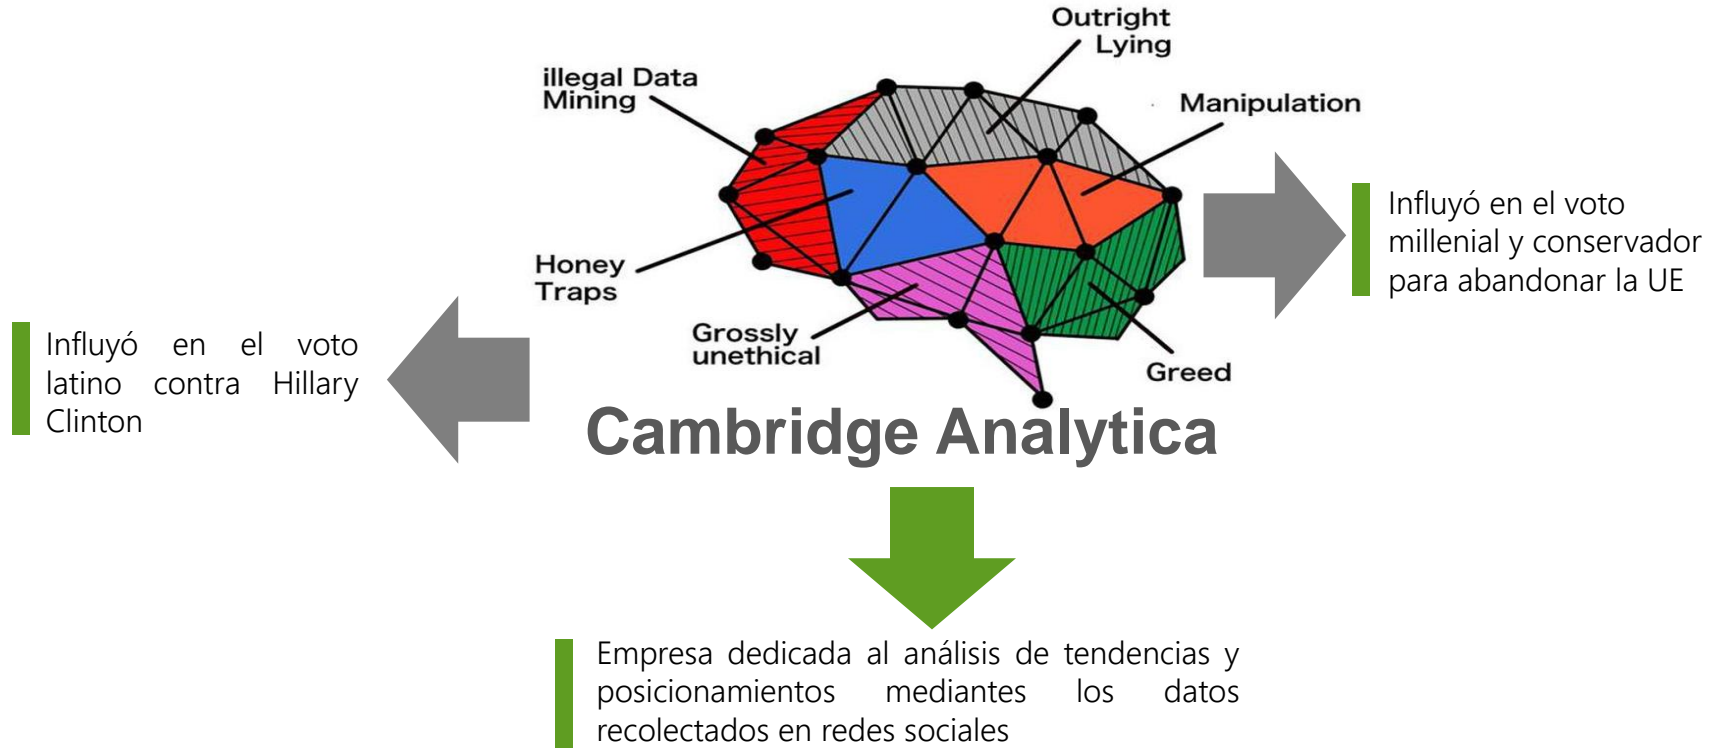 Outright
Lying
illegal Data
Mining
Manipulation
Influyó en el voto
millenial y conservador
para abandonar la UE
Honey
Traps
Grossly
unethical
Greed
Influyó en el voto
latino contra Hillary
Clinton
Cambridge Analytica
Empresa dedicada al análisis de tendencias y
posicionamientos mediantes los datos
recolectados en redes sociales